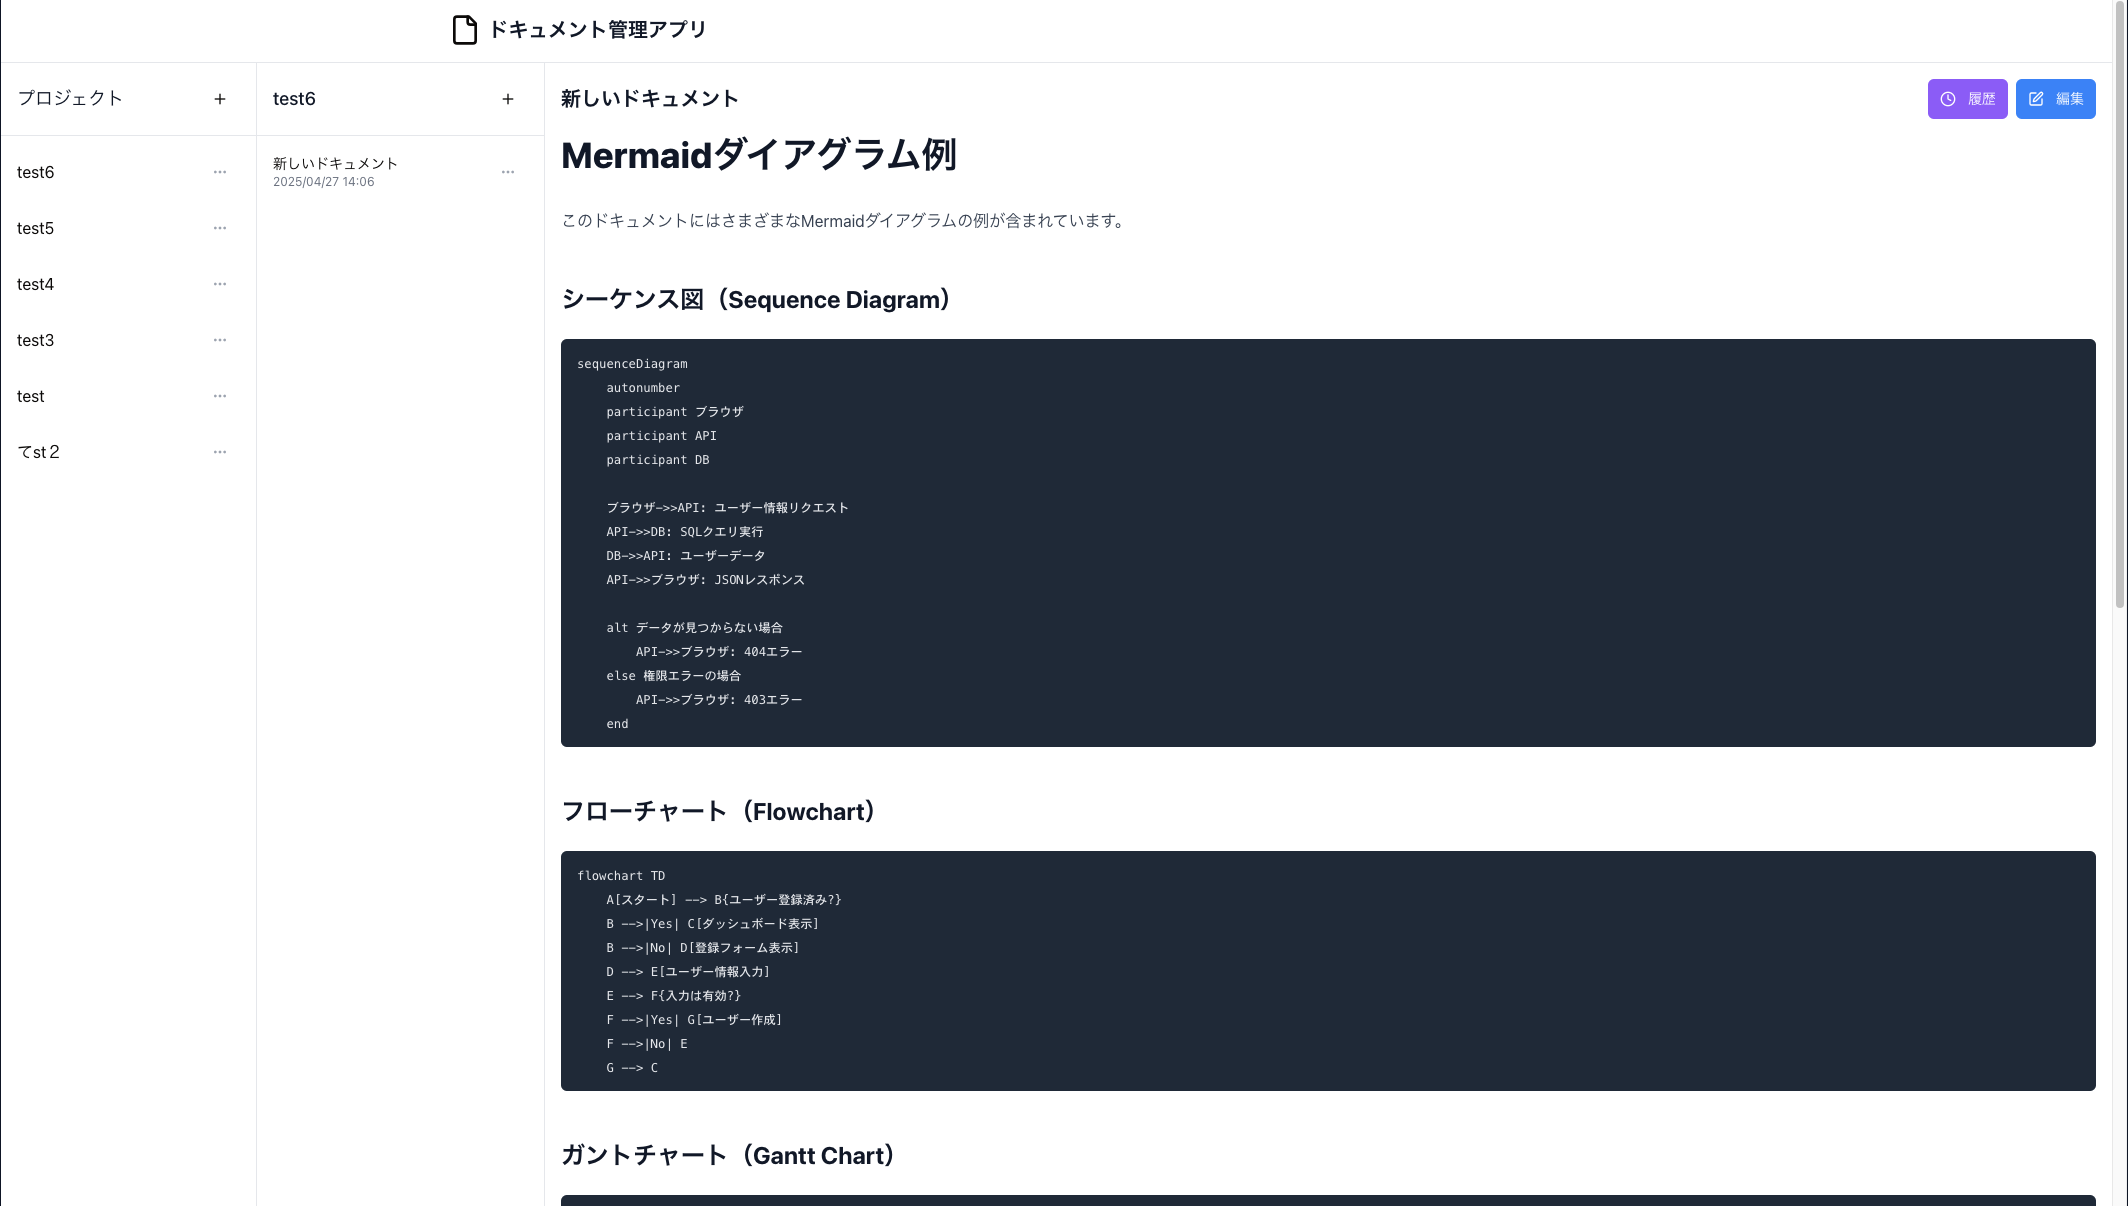 ドキュメント管理アプリ
プロジェクト
test6
test5
test4
test3
test
てst２
test6
新しいドキュメント
2025/04/27 14:06
新しいドキュメント
履歴
編集
Mermaidダイアグラム例
このドキュメントにはさまざまなMermaidダイアグラムの例が含まれています。
シーケンス図（Sequence Diagram）
sequenceDiagram
    autonumber
    participant ブラウザ
    participant API
    participant DB

    ブラウザ->>API: ユーザー情報リクエスト
    API->>DB: SQLクエリ実行
    DB->>API: ユーザーデータ
    API->>ブラウザ: JSONレスポンス

    alt データが見つからない場合
        API->>ブラウザ: 404エラー
    else 権限エラーの場合
        API->>ブラウザ: 403エラー
    end
フローチャート（Flowchart）
flowchart TD
    A[スタート] --> B{ユーザー登録済み?}
    B -->|Yes| C[ダッシュボード表示]
    B -->|No| D[登録フォーム表示]
    D --> E[ユーザー情報入力]
    E --> F{入力は有効?}
    F -->|Yes| G[ユーザー作成]
    F -->|No| E
    G --> C
ガントチャート（Gantt Chart）